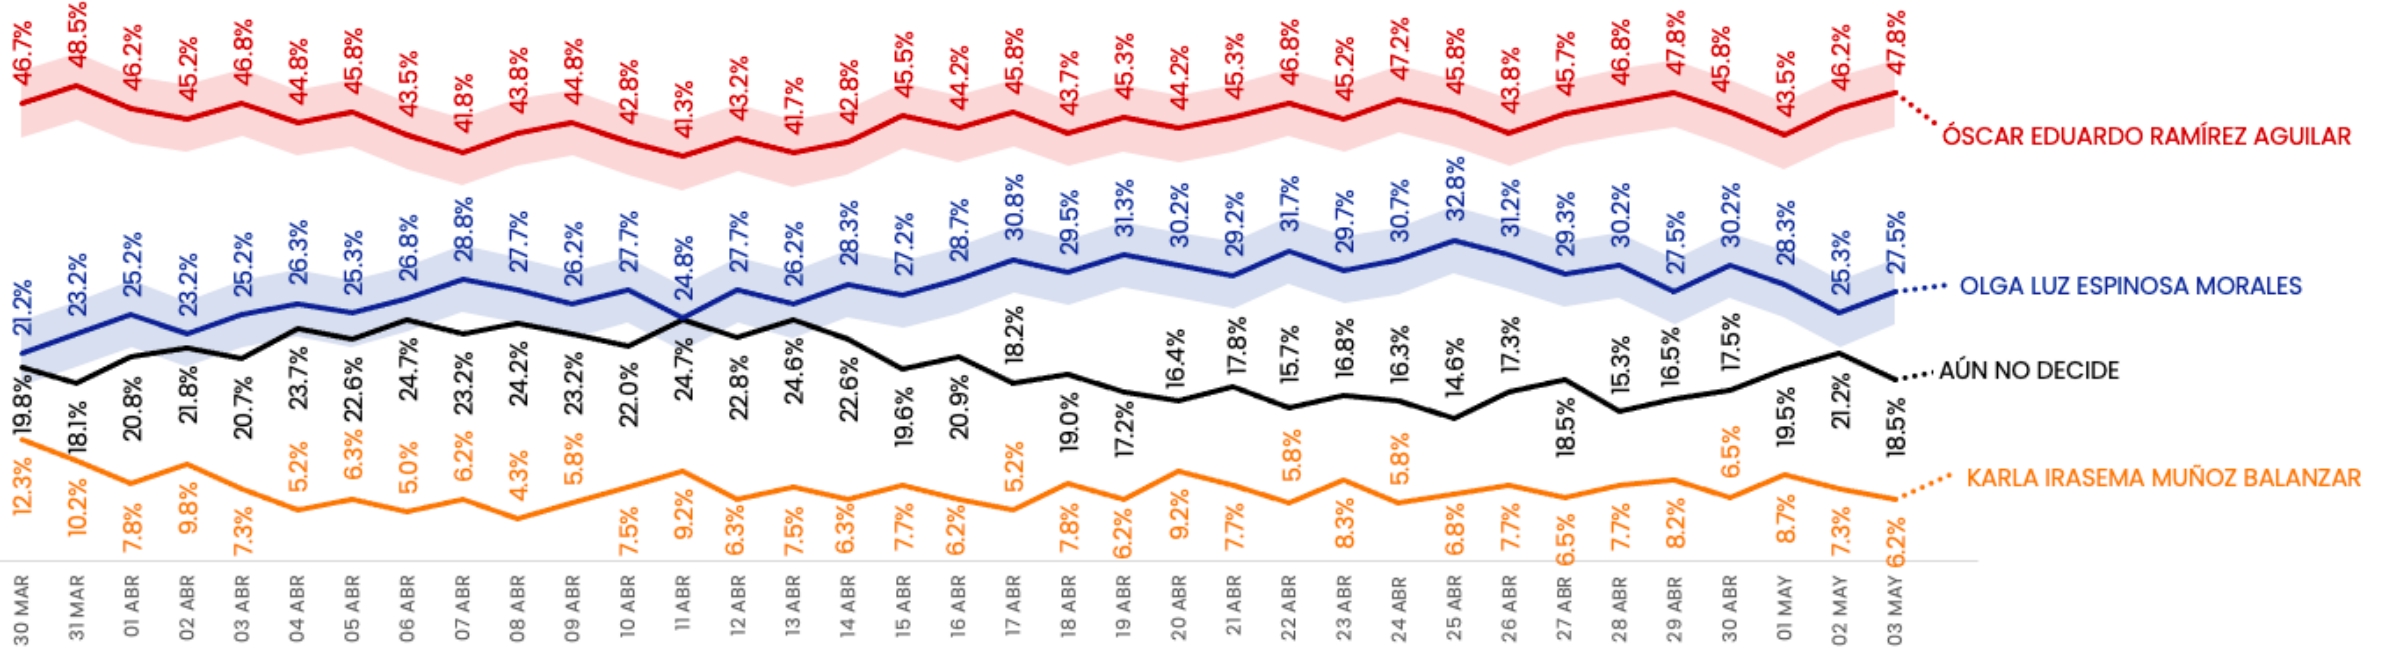 46.7% 48.5% 46.2% 45.2% 46.8% 44.8% 45.8% 43.5% 41.8% 43.8% 44.8% 42.8% 41.3% 43.2% 41.7% 42.8% 45.5% 44.2% 45.8% 43.7% 45.3% 44.2% 45.3% 46.8% 45.2% 47.2% 45.8% 43.8% 45.7% 46.8% 47.8% 45.8% 43.5% 46.2% 47.8%
ÓSCAR EDUARDO RAMÍREZ AGUILAR
21.2% 23.2% 25.2% 23.2% 25.2% 26.3% 25.3% 26.8% 28.8% 27.7% 26.2% 27.7% 24.8% 27.7% 26.2% 28.3% 27.2% 28.7% 30.8% 29.5% 31.3% 30.2% 29.2% 31.7% 29.7% 30.7% 32.8% 31.2% 29.3% 30.2% 27.5% 30.2% 28.3% 25.3% 27.5%
OLGA LUZ ESPINOSA MORALES
19.8% 18.1% 20.8% 21.8% 20.7% 23.7% 22.6% 24.7% 23.2% 24.2% 23.2% 22.0% 24.7% 22.8% 24.6% 22.6% 19.6% 20.9% 18.2% 19.0% 17.2% 16.4% 17.8% 15.7% 16.8% 16.3% 14.6% 17.3% 18.5% 15.3% 16.5% 17.5% 19.5% 21.2% 18.5%
AÚN NO DECIDE
12.3% 10.2% 7.8% 9.8% 7.3% 5.2% 6.3% 5.0% 6.2% 4.3% 5.8% 7.5% 9.2% 6.3% 7.5% 6.3% 7.7% 6.2% 5.2% 7.8% 6.2% 9.2% 7.7% 5.8% 8.3% 5.8% 6.8% 7.7% 6.5% 7.7% 8.2% 6.5% 8.7% 7.3% 6.2%
KARLA IRASEMA MUÑOZ BALANZAR
30 MAR 31 MAR 01 ABR 02 ABR 03 ABR 04 ABR 05 ABR 06 ABR 07 ABR 08 ABR 09 ABR 10 ABR 11 ABR 12 ABR 13 ABR 14 ABR 15 ABR 16 ABR 17 ABR 18 ABR 19 ABR 20 ABR 21 ABR 22 ABR 23 ABR 24 ABR 25 ABR 26 ABR 27 ABR 28 ABR 29 ABR 30 ABR 01 MAY 02 MAY 03 MAY